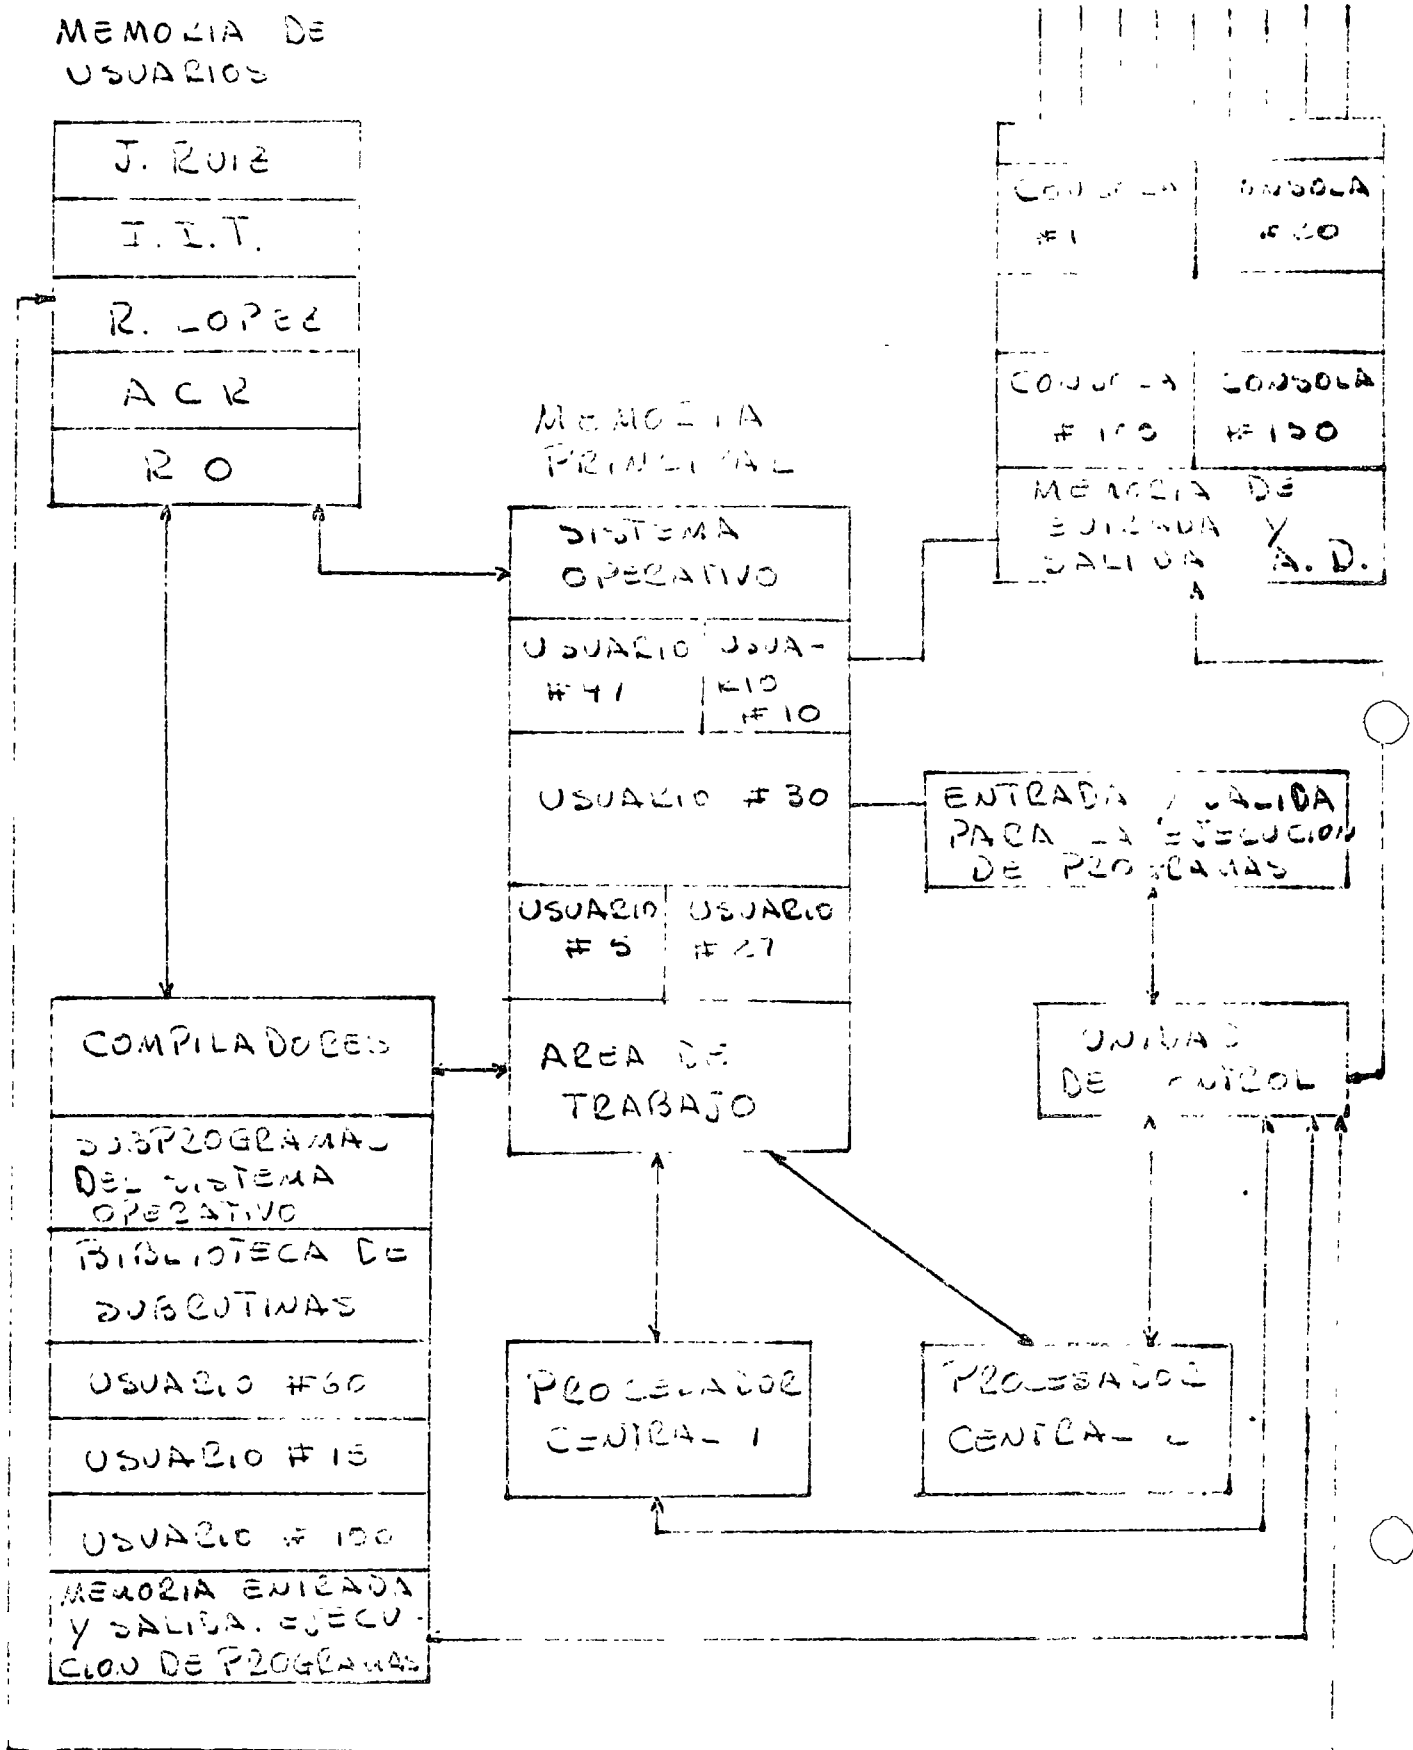 MEMORIA DE
USUARIOS
J. RUIZ
I.I.T.
R. LOPEZ
ACR
RO
CONSOLA
#1
CONSOLA
CONSOLA
CONSOLA
#150
MEMORIA DE
ENTRADA Y
SALIDA A.D.
MEMORIA
PRINCIPAL
SISTEMA
OPERATIVO
USUARIO
#41
USUA-
RIO
#10
USUARIO #30
USUARIO
#5
USUARIO
#27
AREA DE
TRABAJO
ENTRADA Y SALIDA
PARA LA EJECUCION
DE PROGRAMAS
UNIDAD
DE CONTROL
COMPILADORES
SUBPROGRAMAS
DEL SISTEMA
OPERATIVO
BIBLIOTECA DE
SUBRUTINAS
USUARIO #60
USUARIO #15
USUARIO # 100
MEMORIA ENTRADA
Y SALIDA. EJECU-
CION DE PROGRAMAS
PROCESADOR
CENTRAL 1
PROCESADOR
CENTRAL 2